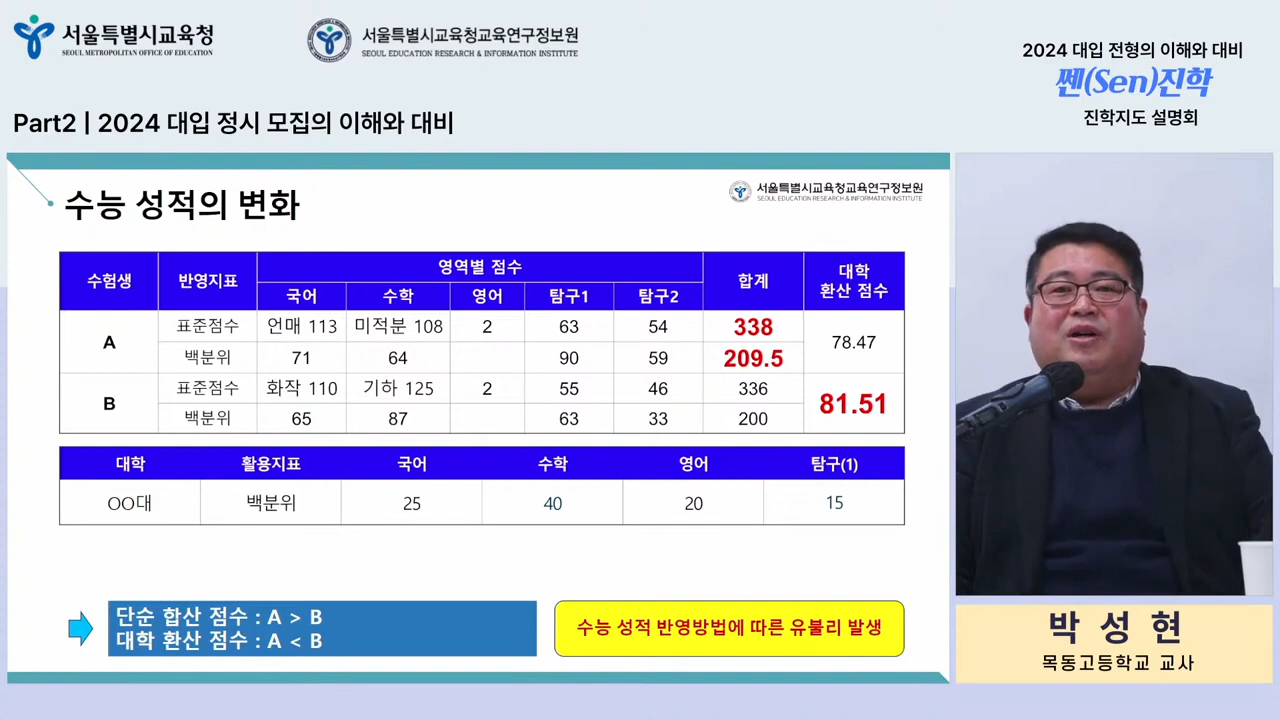 서울특별시교육청
SEOUL METROPOLITAN OFFICE OF EDUCATION
서울특별시교육청교육연구정보원
SEOUL EDUCATION RESEARCH & INFORMATION INSTITUTE
2024 대입 전형의 이해와 대비
쎈(Sen)진학
진학지도 설명회
Part2 | 2024 대입 정시 모집의 이해와 대비
수능 성적의 변화
서울특별시교육청교육연구정보원
SEOUL EDUCATION RESEARCH & INFORMATION INSTITUTE
수험생 반영지표 영역별 점수 합계 대학 환산 점수
국어 수학 영어 탐구1 탐구2
A 표준점수 언매 113 미적분 108 2 63 54 338 78.47
백분위 71 64 90 59 209.5
B 표준점수 화작 110 기하 125 2 55 46 336 81.51
백분위 65 87 63 33 200
대학 활용지표 국어 수학 영어 탐구(1)
OO대 백분위 25 40 20 15
단순 합산 점수 : A > B
대학 환산 점수 : A < B
수능 성적 반영방법에 따른 유불리 발생
박 성 현
목동고등학교 교사